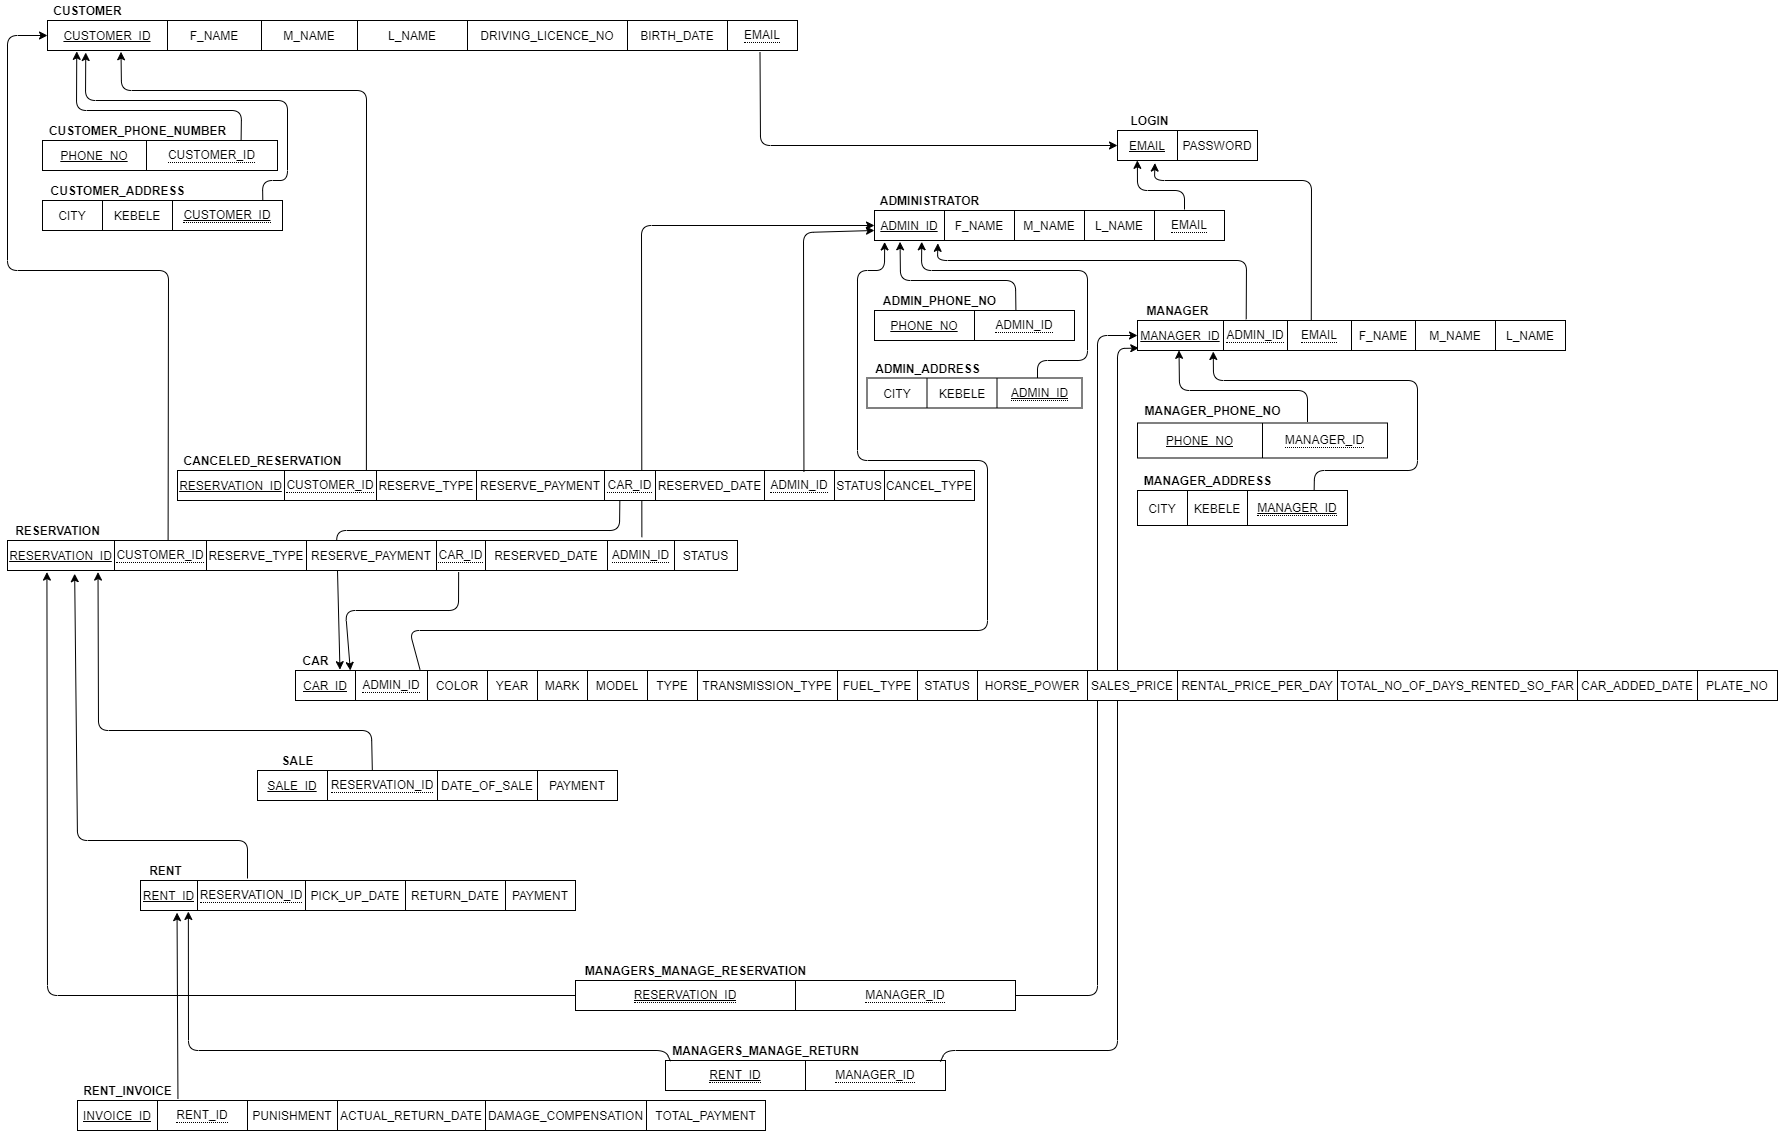 CUSTOMER
CUSTOMER_ID F_NAME M_NAME L_NAME DRIVING_LICENCE_NO BIRTH_DATE EMAIL
CUSTOMER_PHONE_NUMBER
PHONE_NO CUSTOMER_ID
CUSTOMER_ADDRESS
CITY KEBELE CUSTOMER_ID
LOGIN
EMAIL PASSWORD
ADMINISTRATOR
ADMIN_ID F_NAME M_NAME L_NAME EMAIL
ADMIN_PHONE_NO
PHONE_NO ADMIN_ID
ADMIN_ADDRESS
CITY KEBELE ADMIN_ID
MANAGER
MANAGER_ID ADMIN_ID EMAIL F_NAME M_NAME L_NAME
MANAGER_PHONE_NO
PHONE_NO MANAGER_ID
MANAGER_ADDRESS
CITY KEBELE MANAGER_ID
CANCELED_RESERVATION
RESERVATION_ID CUSTOMER_ID RESERVE_TYPE RESERVE_PAYMENT CAR_ID RESERVED_DATE ADMIN_ID STATUS CANCEL_TYPE
RESERVATION
RESERVATION_ID CUSTOMER_ID RESERVE_TYPE RESERVE_PAYMENT CAR_ID RESERVED_DATE ADMIN_ID STATUS
CAR
CAR_ID ADMIN_ID COLOR YEAR MARK MODEL TYPE TRANSMISSION_TYPE FUEL_TYPE STATUS HORSE_POWER SALES_PRICE RENTAL_PRICE_PER_DAY TOTAL_NO_OF_DAYS_RENTED_SO_FAR CAR_ADDED_DATE PLATE_NO
SALE
SALE_ID RESERVATION_ID DATE_OF_SALE PAYMENT
RENT
RENT_ID RESERVATION_ID PICK_UP_DATE RETURN_DATE PAYMENT
MANAGERS_MANAGE_RESERVATION
RESERVATION_ID MANAGER_ID
MANAGERS_MANAGE_RETURN
RENT_ID MANAGER_ID
RENT_INVOICE
INVOICE_ID RENT_ID PUNISHMENT ACTUAL_RETURN_DATE DAMAGE_COMPENSATION TOTAL_PAYMENT